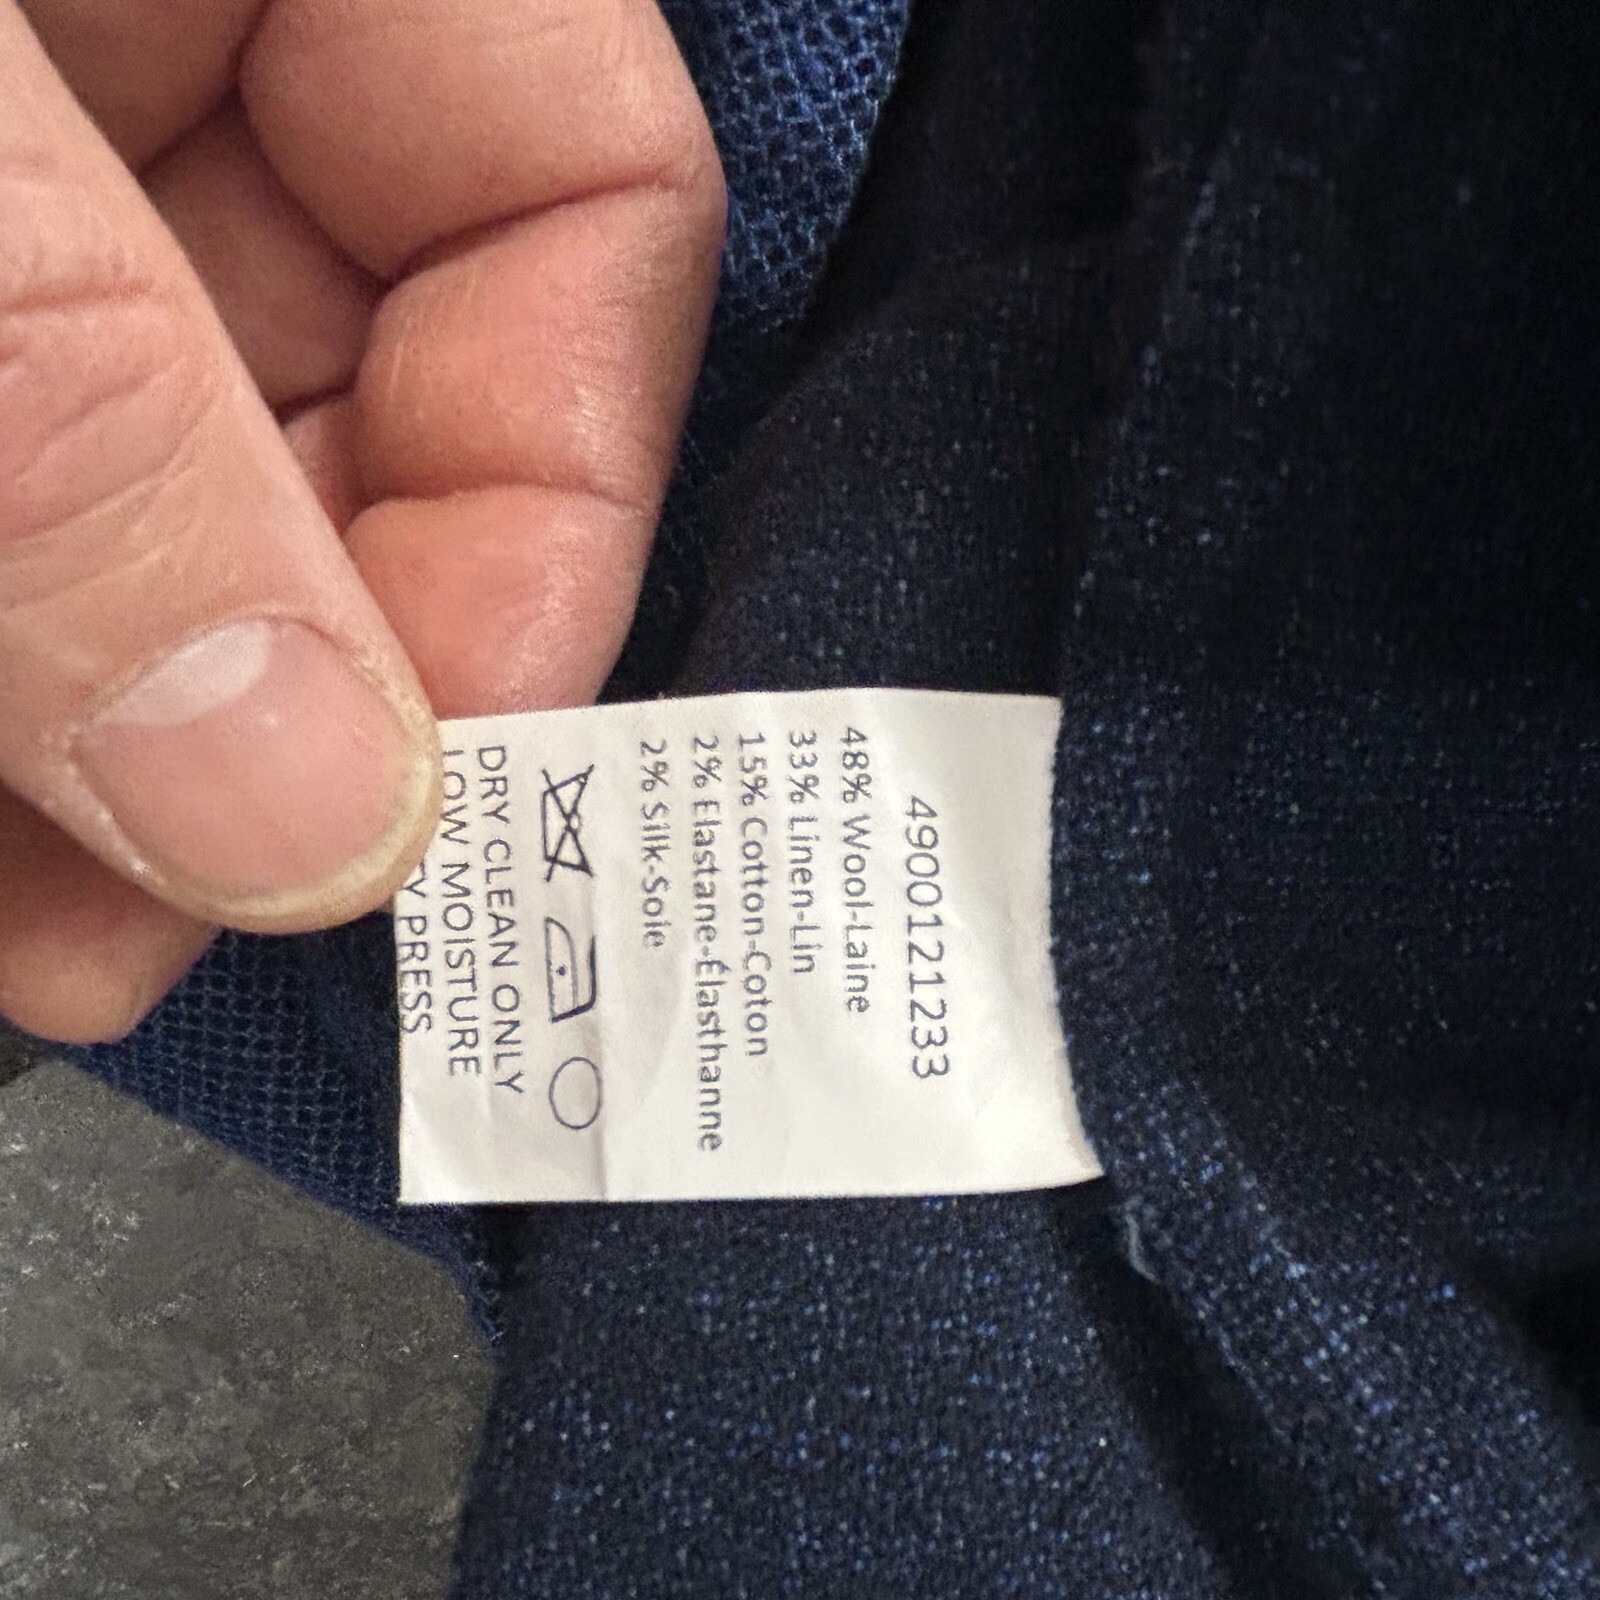 4900121233
48% Wool-Laine
33% Linen-Lin
15% Cotton-Coton
2% Elastane-Élasthanne
2% Silk-Soie
DRY CLEAN ONLY
LOW MOISTURE
PRESS